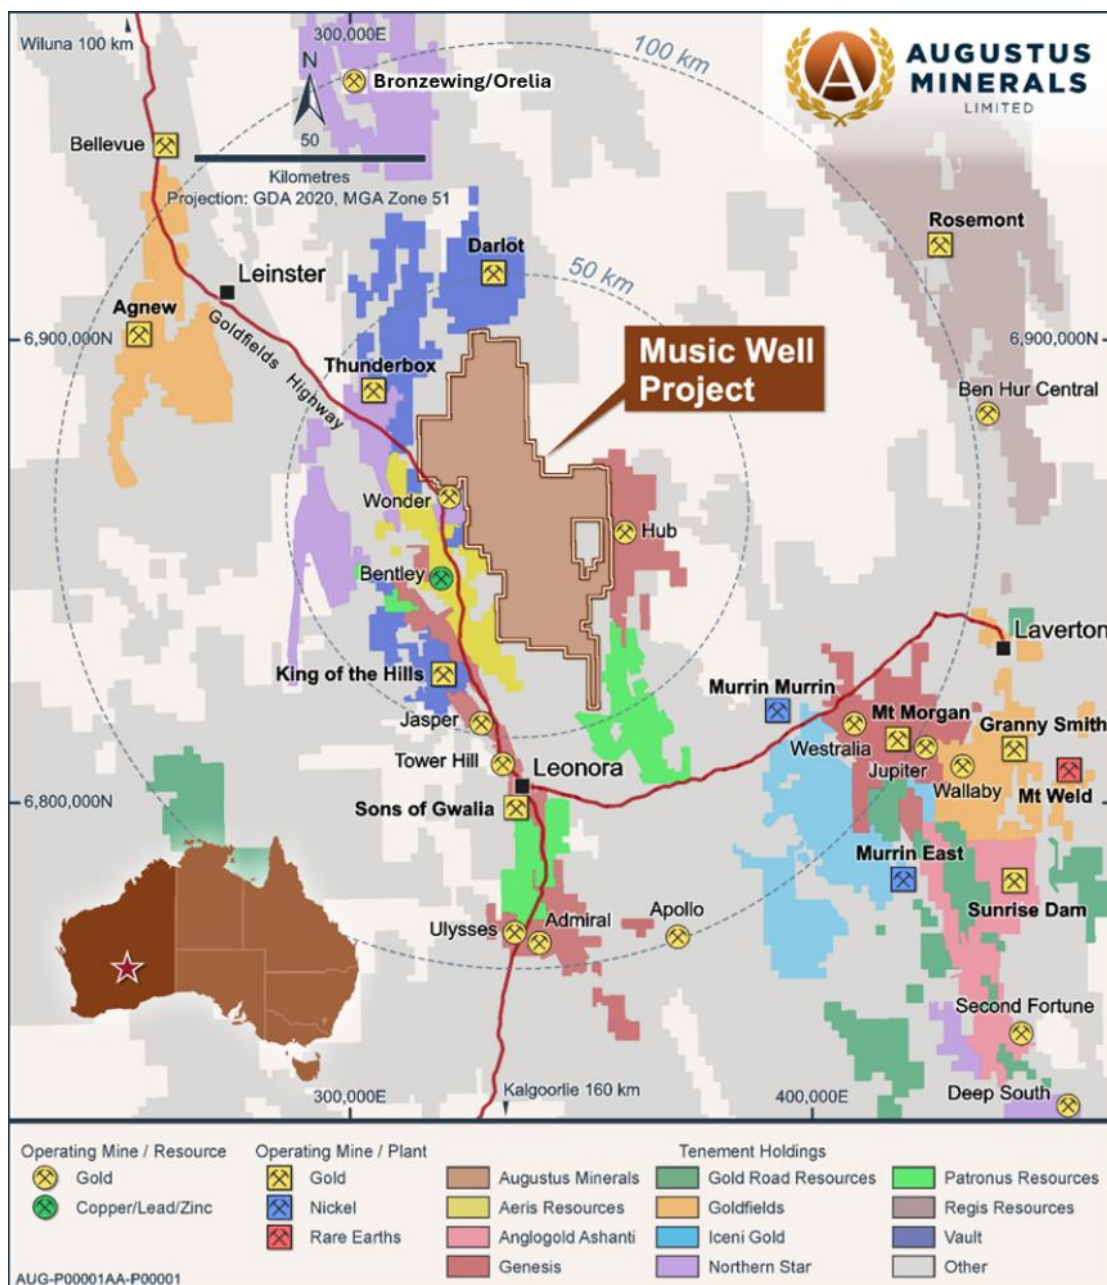 Wiluna 100 km
300,000E
100 km
AUGUSTUS
MINERALS
LIMITED
N
Bronzewing/Orelia
50
Kilometres
Projection: GDA 2020, MGA Zone 51
Bellevue
Rosemont
Darlot
50 km
Leinster
Agnew
6,900,000N
6,900,000N
Goldfields Highway
Music Well
Project
Thunderbox
Ben Hur Central
Wonder
Hub
Bentley
Laverton
King of the Hills
Murrin Murrin
Jasper
Mt Morgan
Granny Smith
Westralia
Tower Hill
Jupiter
Leonora
Wallaby
Mt Weld
6,800,000N
Sons of Gwalia
Murrin East
Sunrise Dam
Apollo
Ulysses
Admiral
Second Fortune
Deep South
300,000E
Kalgoorlie 160 km
400,000E
Operating Mine / Resource
Gold
Copper/Lead/Zinc
Operating Mine / Plant
Gold
Nickel
Rare Earths
Tenement Holdings
Augustus Minerals
Aeris Resources
Anglogold Ashanti
Genesis
Gold Road Resources
Goldfields
Iceni Gold
Northern Star
Patronus Resources
Regis Resources
Vault
Other
AUG-P00001AA-P00001